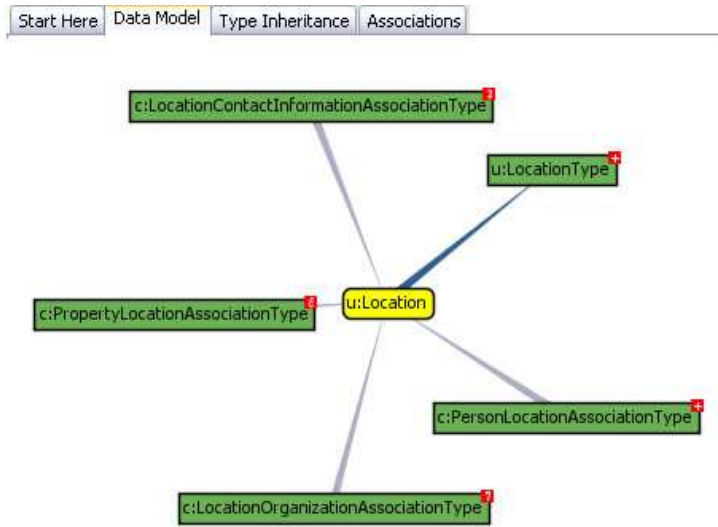 Start Here
Data Model
Type Inheritance
Associations
c:LocationContactInformationAssociationType
u:LocationType
+
u:Location
c:PropertyLocationAssociationType
c:PersonLocationAssociationType
+
c:LocationOrganizationAssociationType